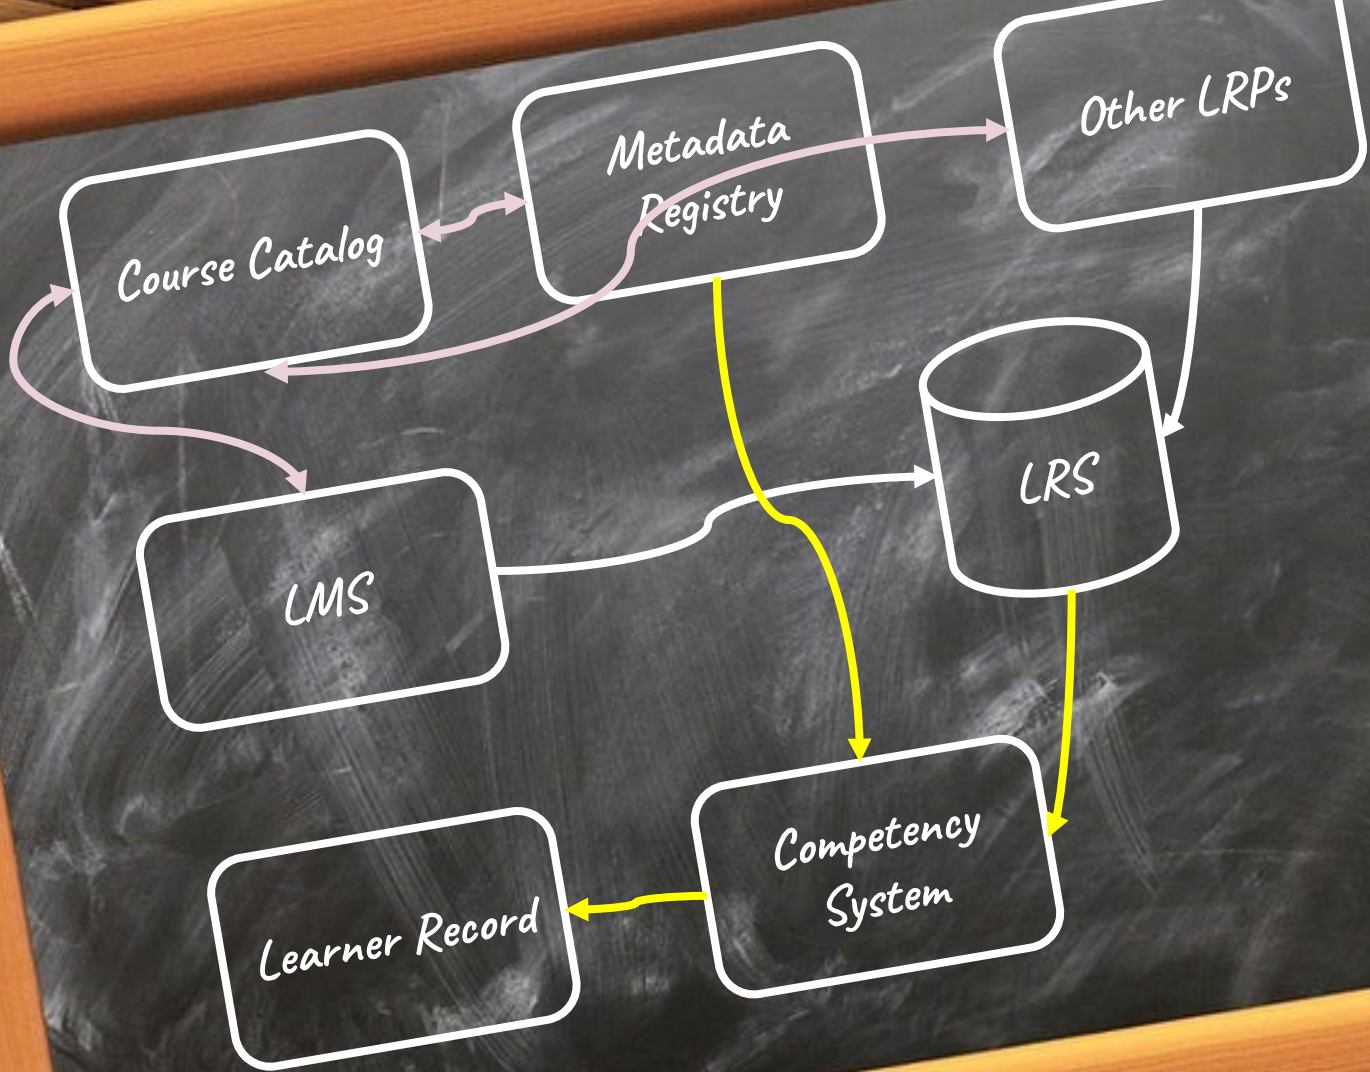 Other LRPs
Metadata
Registry
Course Catalog
LRS
LMS
Competency
System
Learner Record